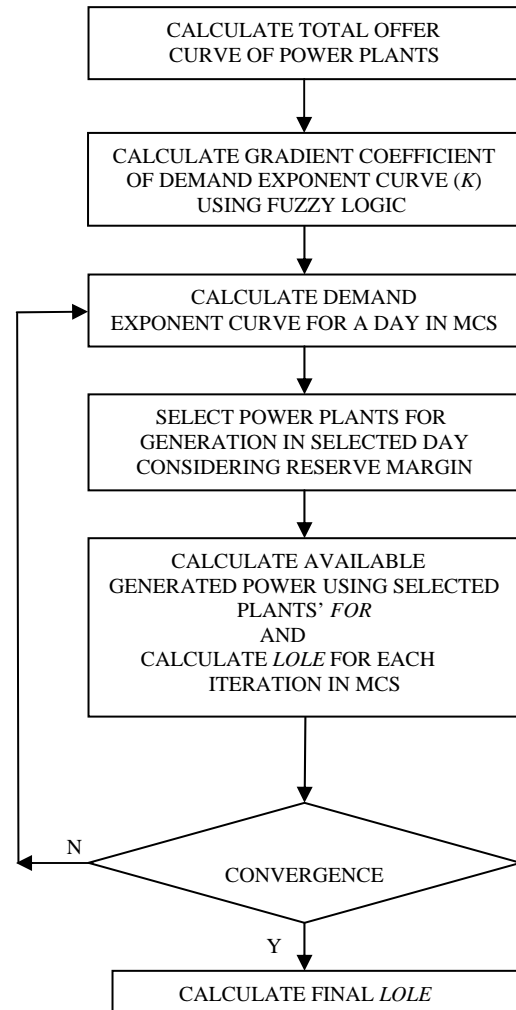 CALCULATE TOTAL OFFER
CURVE OF POWER PLANTS
CALCULATE GRADIENT COEFFICIENT
OF DEMAND EXPONENT CURVE (K)
USING FUZZY LOGIC
CALCULATE DEMAND
EXPONENT CURVE FOR A DAY IN MCS
SELECT POWER PLANTS FOR
GENERATION IN SELECTED DAY
CONSIDERING RESERVE MARGIN
CALCULATE AVAILABLE
GENERATED POWER USING SELECTED
PLANTS’ FOR
AND
CALCULATE LOLE FOR EACH
ITERATION IN MCS
N
CONVERGENCE
Y
CALCULATE FINAL LOLE